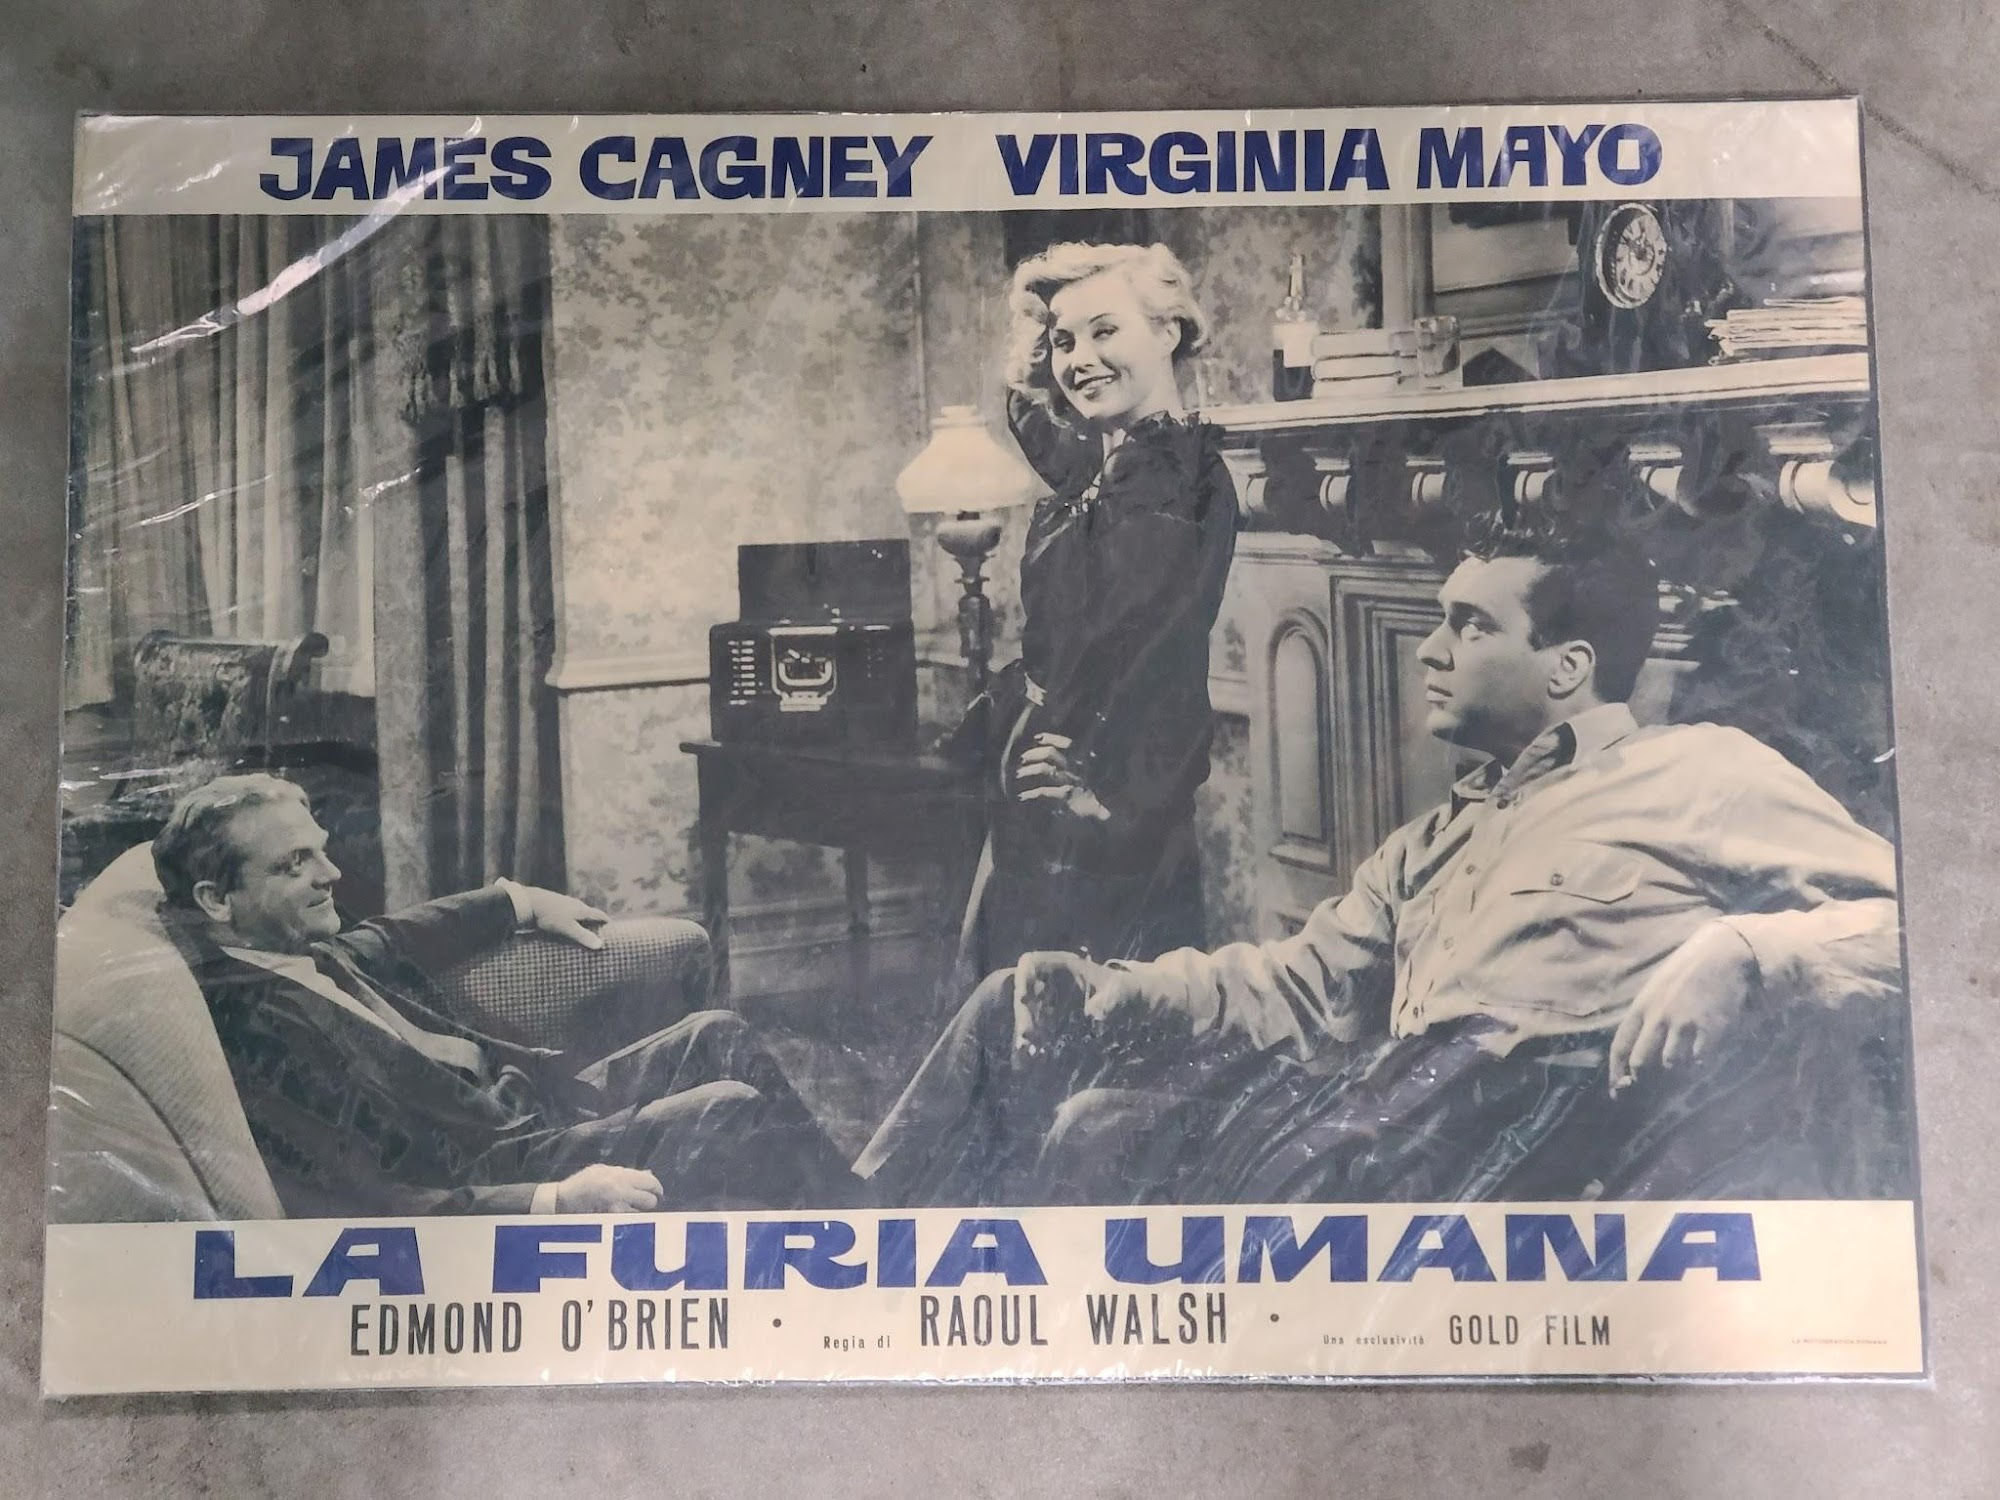 JAMES CAGNEY VIRGINIA MAYO
LA FURIA UMANA
EDMOND O'BRIEN • Regia di RAOUL WALSH • Una esclusività GOLD FILM